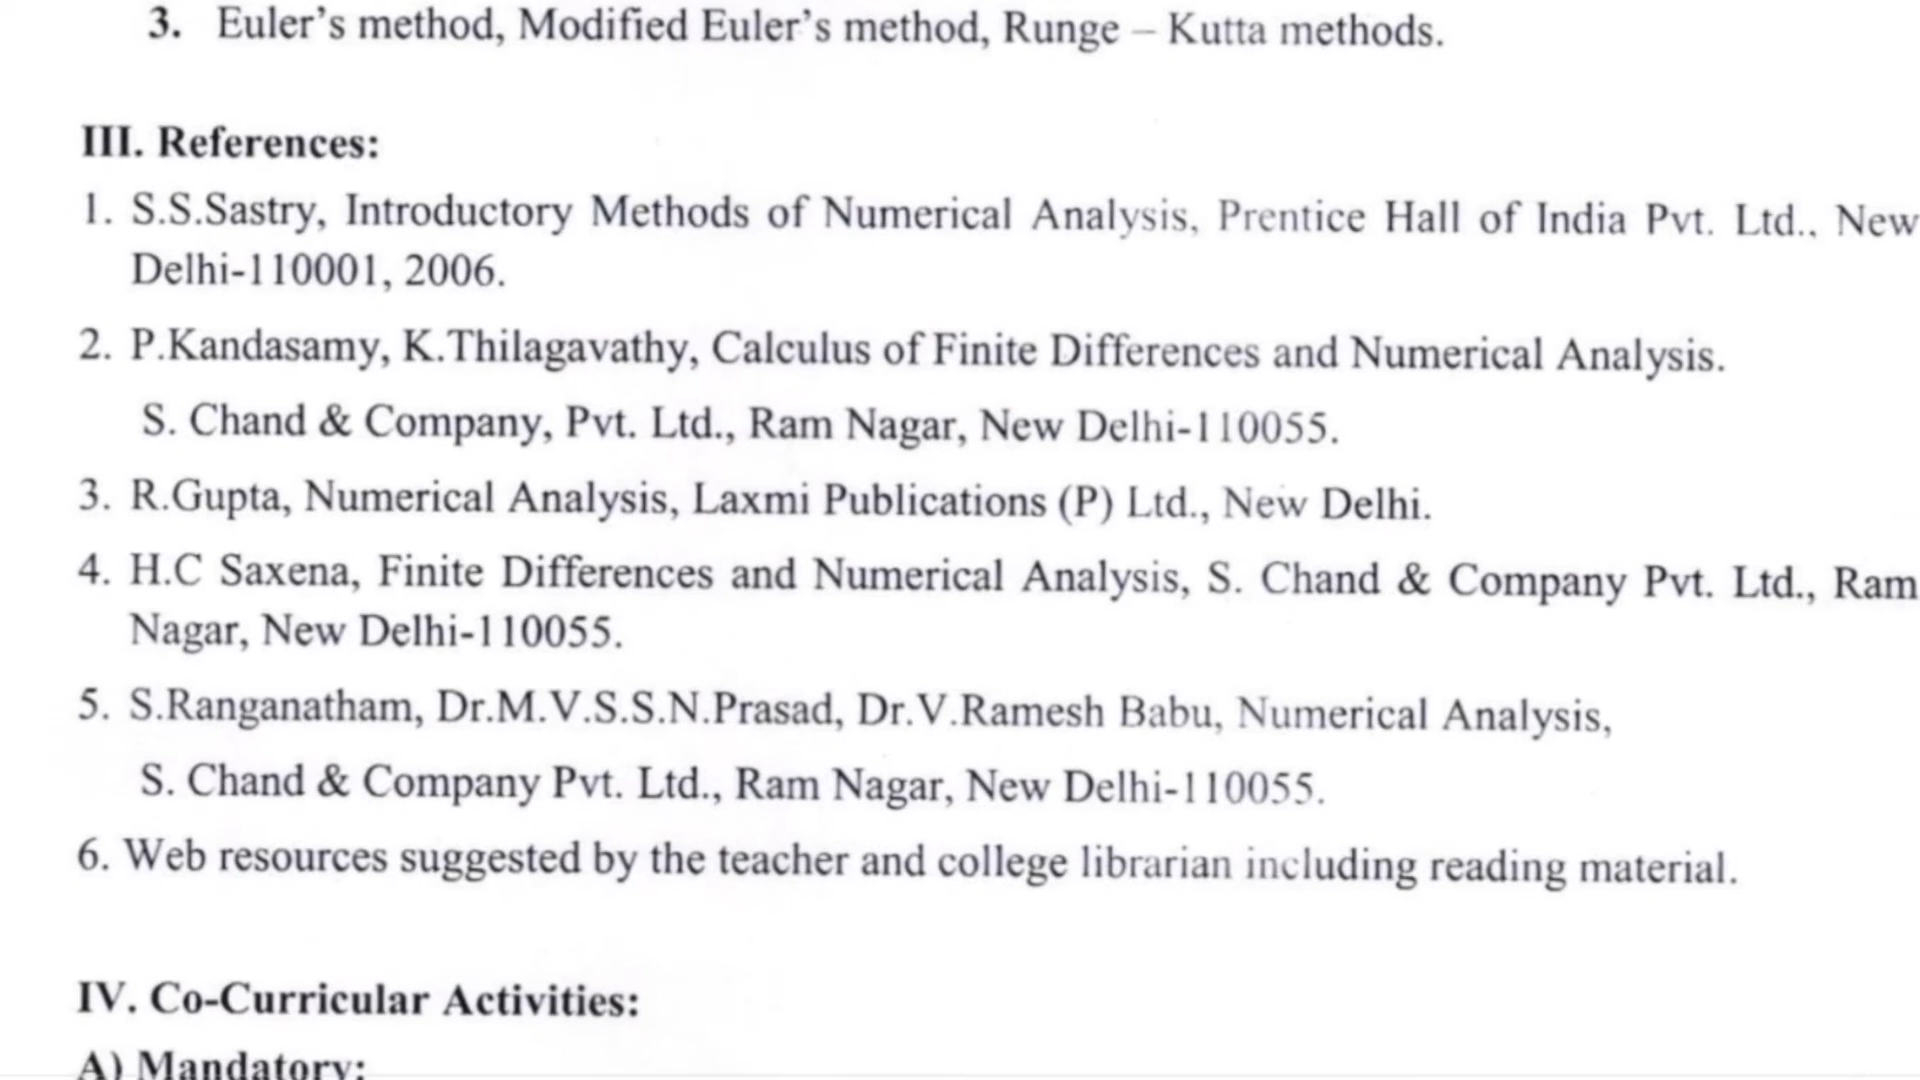 3. Euler's method, Modified Euler's method, Runge – Kutta methods.
III. References:
1. S.S.Sastry, Introductory Methods of Numerical Analysis, Prentice Hall of India Pvt. Ltd., New
Delhi-110001, 2006.
2. P.Kandasamy, K.Thilagavathy, Calculus of Finite Differences and Numerical Analysis.
S. Chand & Company, Pvt. Ltd., Ram Nagar, New Delhi-110055.
3. R.Gupta, Numerical Analysis, Laxmi Publications (P) Ltd., New Delhi.
4. H.C Saxena, Finite Differences and Numerical Analysis, S. Chand & Company Pvt. Ltd., Ram
Nagar, New Delhi-110055.
5. S.Ranganatham, Dr.M.V.S.S.N.Prasad, Dr.V.Ramesh Babu, Numerical Analysis,
S. Chand & Company Pvt. Ltd., Ram Nagar, New Delhi-110055.
6. Web resources suggested by the teacher and college librarian including reading material.
IV. Co-Curricular Activities:
A) Mandatory: